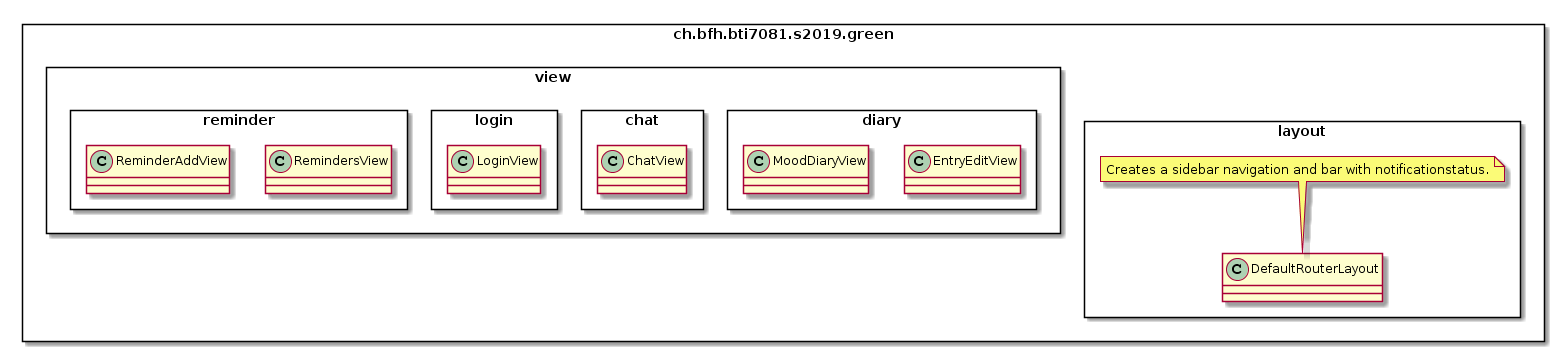 ch.bfh.bti7081.s2019.green
view
reminder
C ReminderAddView
C RemindersView
login
C LoginView
chat
C ChatView
diary
C MoodDiaryView
C EntryEditView
layout
Creates a sidebar navigation and bar with notificationstatus.
C DefaultRouterLayout